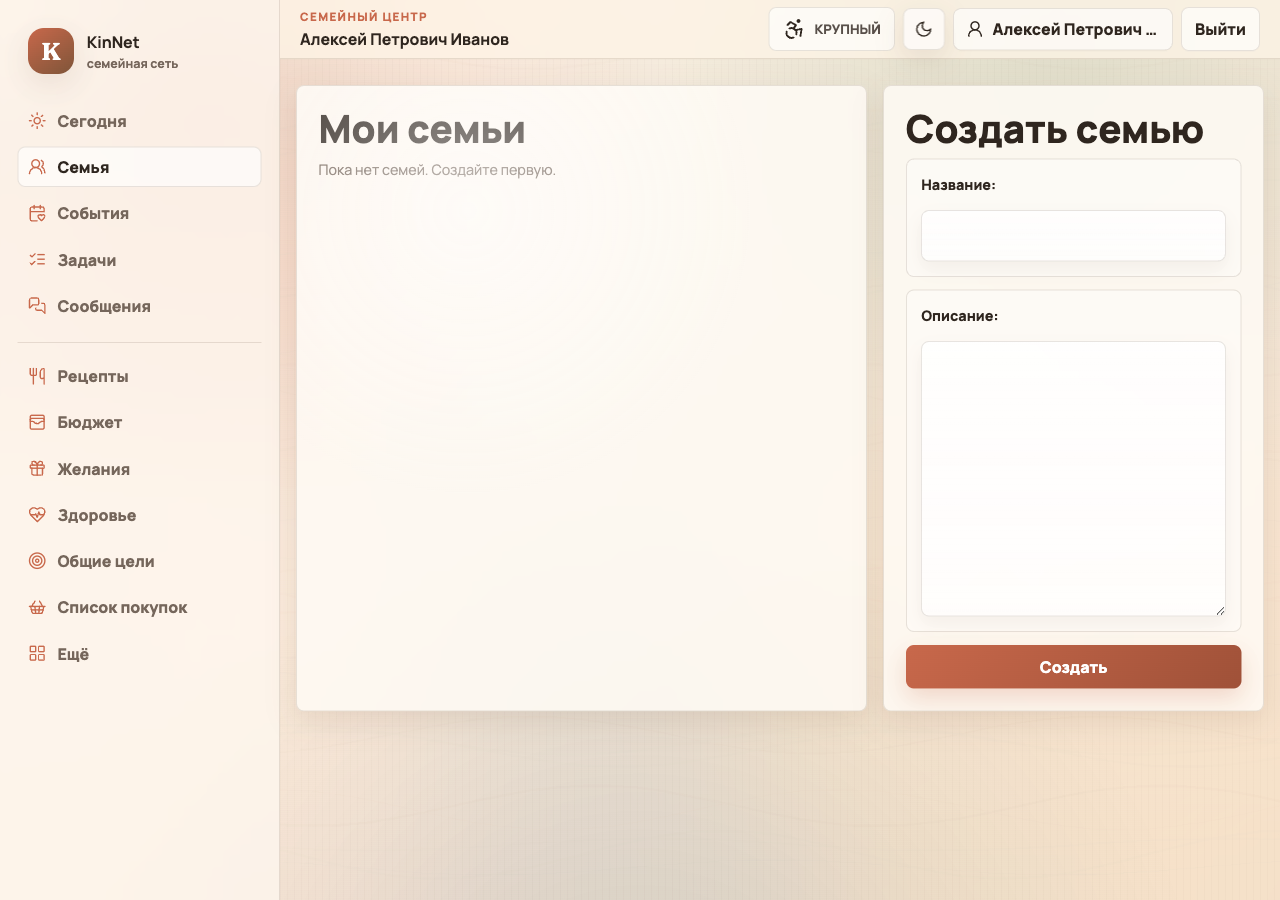 K
KinNet
семейная сеть
Сегодня
Семья
События
Задачи
Сообщения
Рецепты
Бюджет
Желания
Здоровье
Общие цели
Список покупок
Ещё
СЕМЕЙНЫЙ ЦЕНТР
Алексей Петрович Иванов
КРУПНЫЙ
Алексей Петрович ...
Выйти
Мои семьи
Пока нет семей. Создайте первую.
Создать семью
Название:
Описание:
Создать